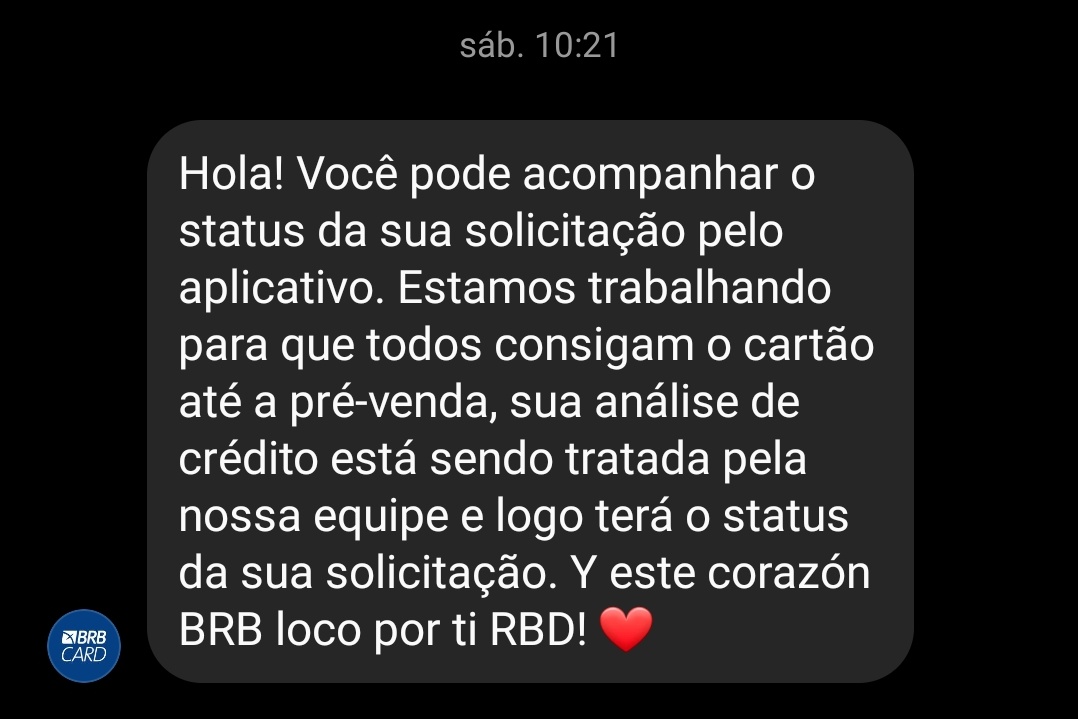 sáb. 10:21
Hola! Você pode acompanhar o
status da sua solicitação pelo
aplicativo. Estamos trabalhando
para que todos consigam o cartão
até a pré-venda, sua análise de
crédito está sendo tratada pela
nossa equipe e logo terá o status
da sua solicitação. Y este corazón
BRB loco por ti RBD! ❤️
BRB
CARD